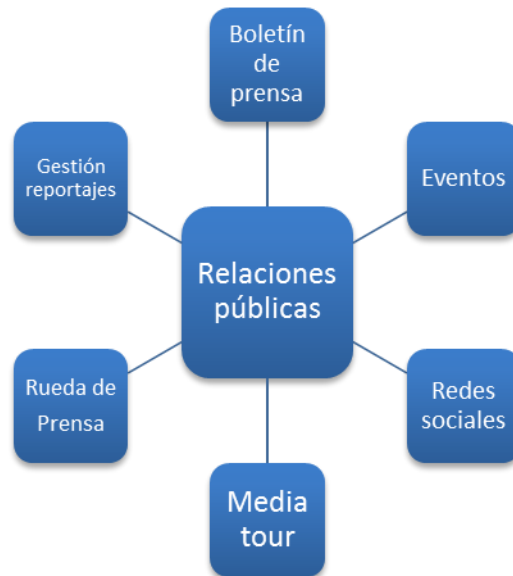 Boletín
de
prensa
Gestión
reportajes
Eventos
Relaciones
públicas
Rueda de
Prensa
Redes
sociales
Media
tour